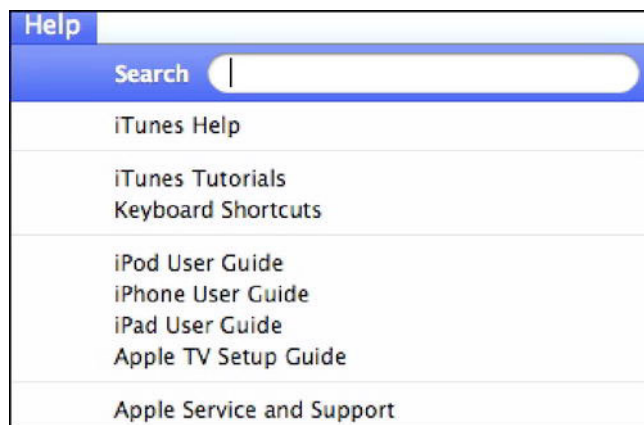 Help
Search
iTunes Help
iTunes Tutorials
Keyboard Shortcuts
iPod User Guide
iPhone User Guide
iPad User Guide
Apple TV Setup Guide
Apple Service and Support